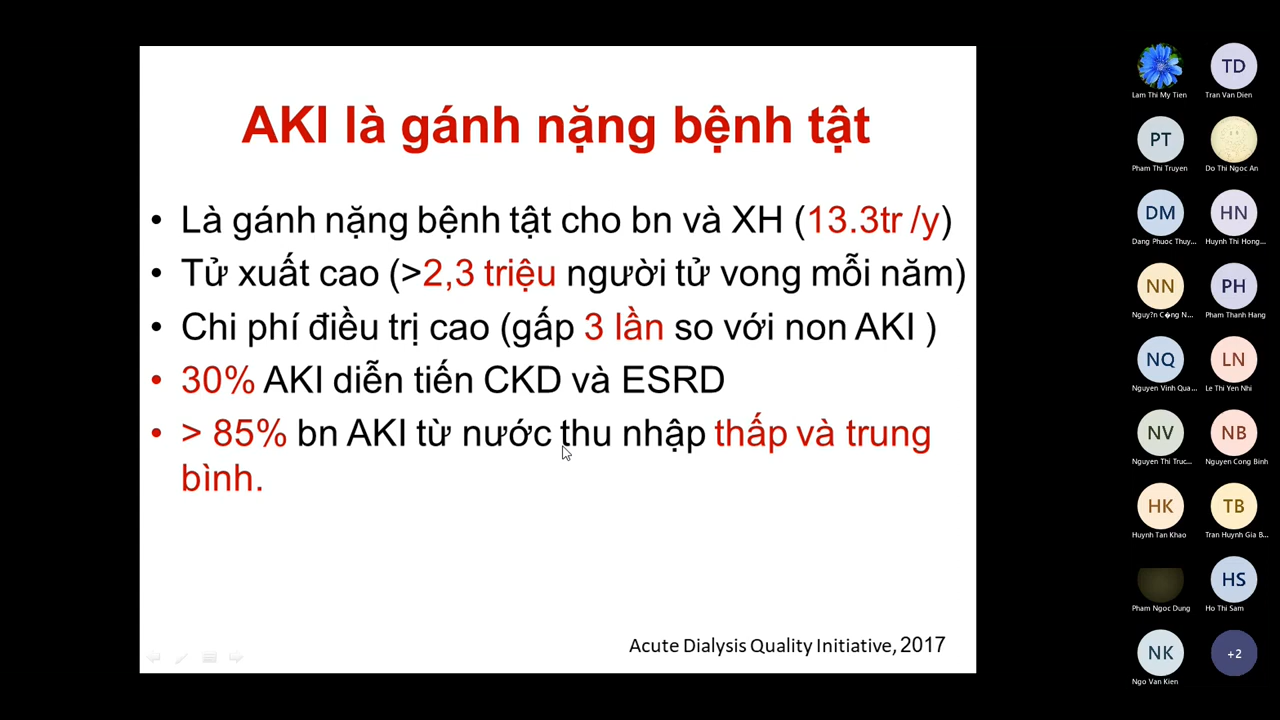 AKI là gánh nặng bệnh tật
• Là gánh nặng bệnh tật cho bn và XH (13.3tr /y)
• Tử xuất cao (>2,3 triệu người tử vong mỗi năm)
• Chi phí điều trị cao (gấp 3 lần so với non AKI )
• 30% AKI diễn tiến CKD và ESRD
• > 85% bn AKI từ nước thu nhập thấp và trung
bình.
Acute Dialysis Quality Initiative, 2017
Lam Thi My Tien
TD
Tran Van Dien
PT
Pham Thi Truyen
Do Thi Ngoc An
DM
Dang Phuoc Thuy...
HN
Huynh Thi Hong...
NN
Nguy?n C�ng N...
PH
Pham Thanh Hang
NQ
Nguyen Vinh Qua...
LN
Le Thi Yen Nhi
NV
Nguyen Thi Truc...
NB
Nguyen Cong Binh
HK
Huynh Tan Khao
TB
Tran Huynh Gia B...
Pham Ngoc Dung
HS
Ho Thi Sam
NK
Ngo Van Kien
+2